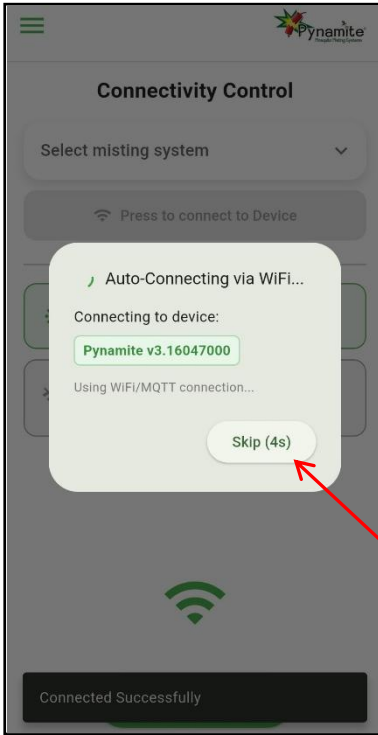 Pynamite
Mosquito Misting Systems
Connectivity Control
Select misting system
Press to connect to Device
Auto-Connecting via WiFi...
Connecting to device:
Pynamite v3.16047000
Using WiFi/MQTT connection...
Skip (4s)
Connected Successfully